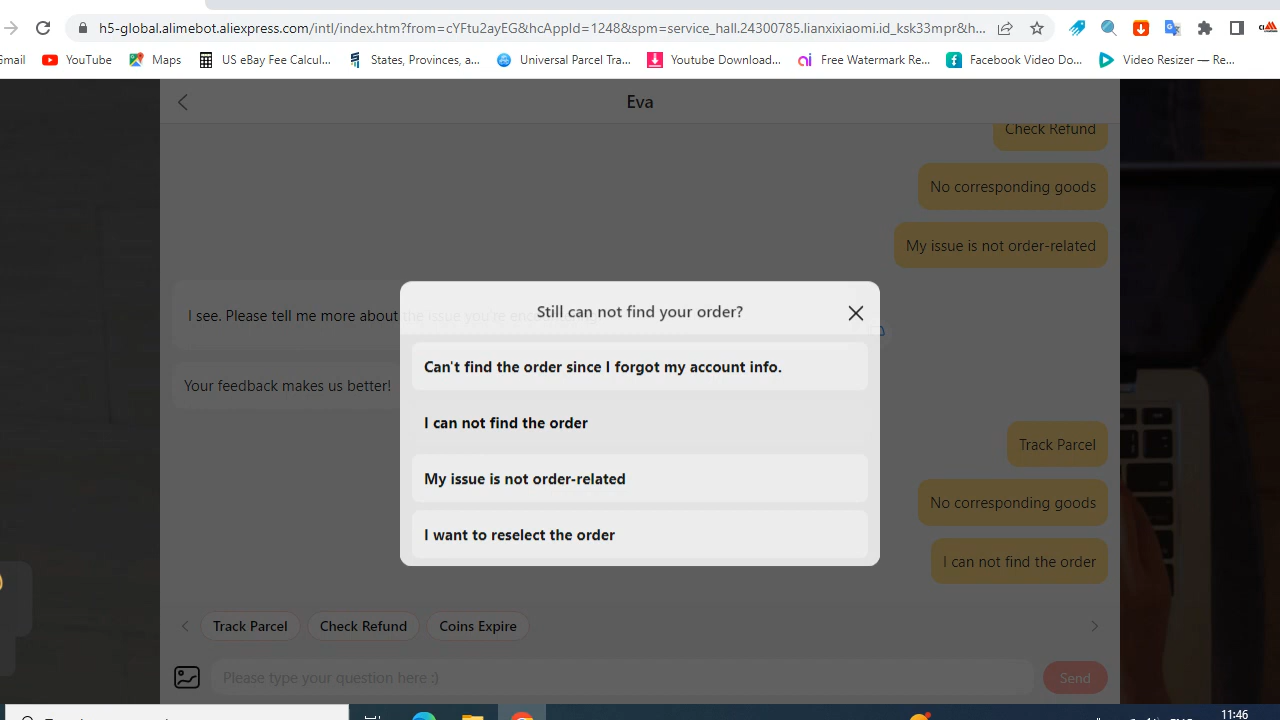 h5-global.alimebot.aliexpress.com/intl/index.htm?from=cYEtu2ayEG&hcAppId=1248&spm=service_hall.24300785.lianxixiaomi.id_ksk33mpr&h...
Gmail YouTube Maps US eBay Fee Calcul... States, Provinces, a... Universal Parcel Tra... Youtube Download... Free Watermark Re... Facebook Video Do... Video Resizer — Re...
Eva
Check Refund
No corresponding goods
My issue is not order-related
I see. Please tell me more about the issue you're
Your feedback makes us better!
Still can not find your order?
Can't find the order since I forgot my account info.
I can not find the order
My issue is not order-related
I want to reselect the order
Track Parcel
No corresponding goods
I can not find the order
Track Parcel Check Refund Coins Expire
Please type your question here :)
Send
11:46